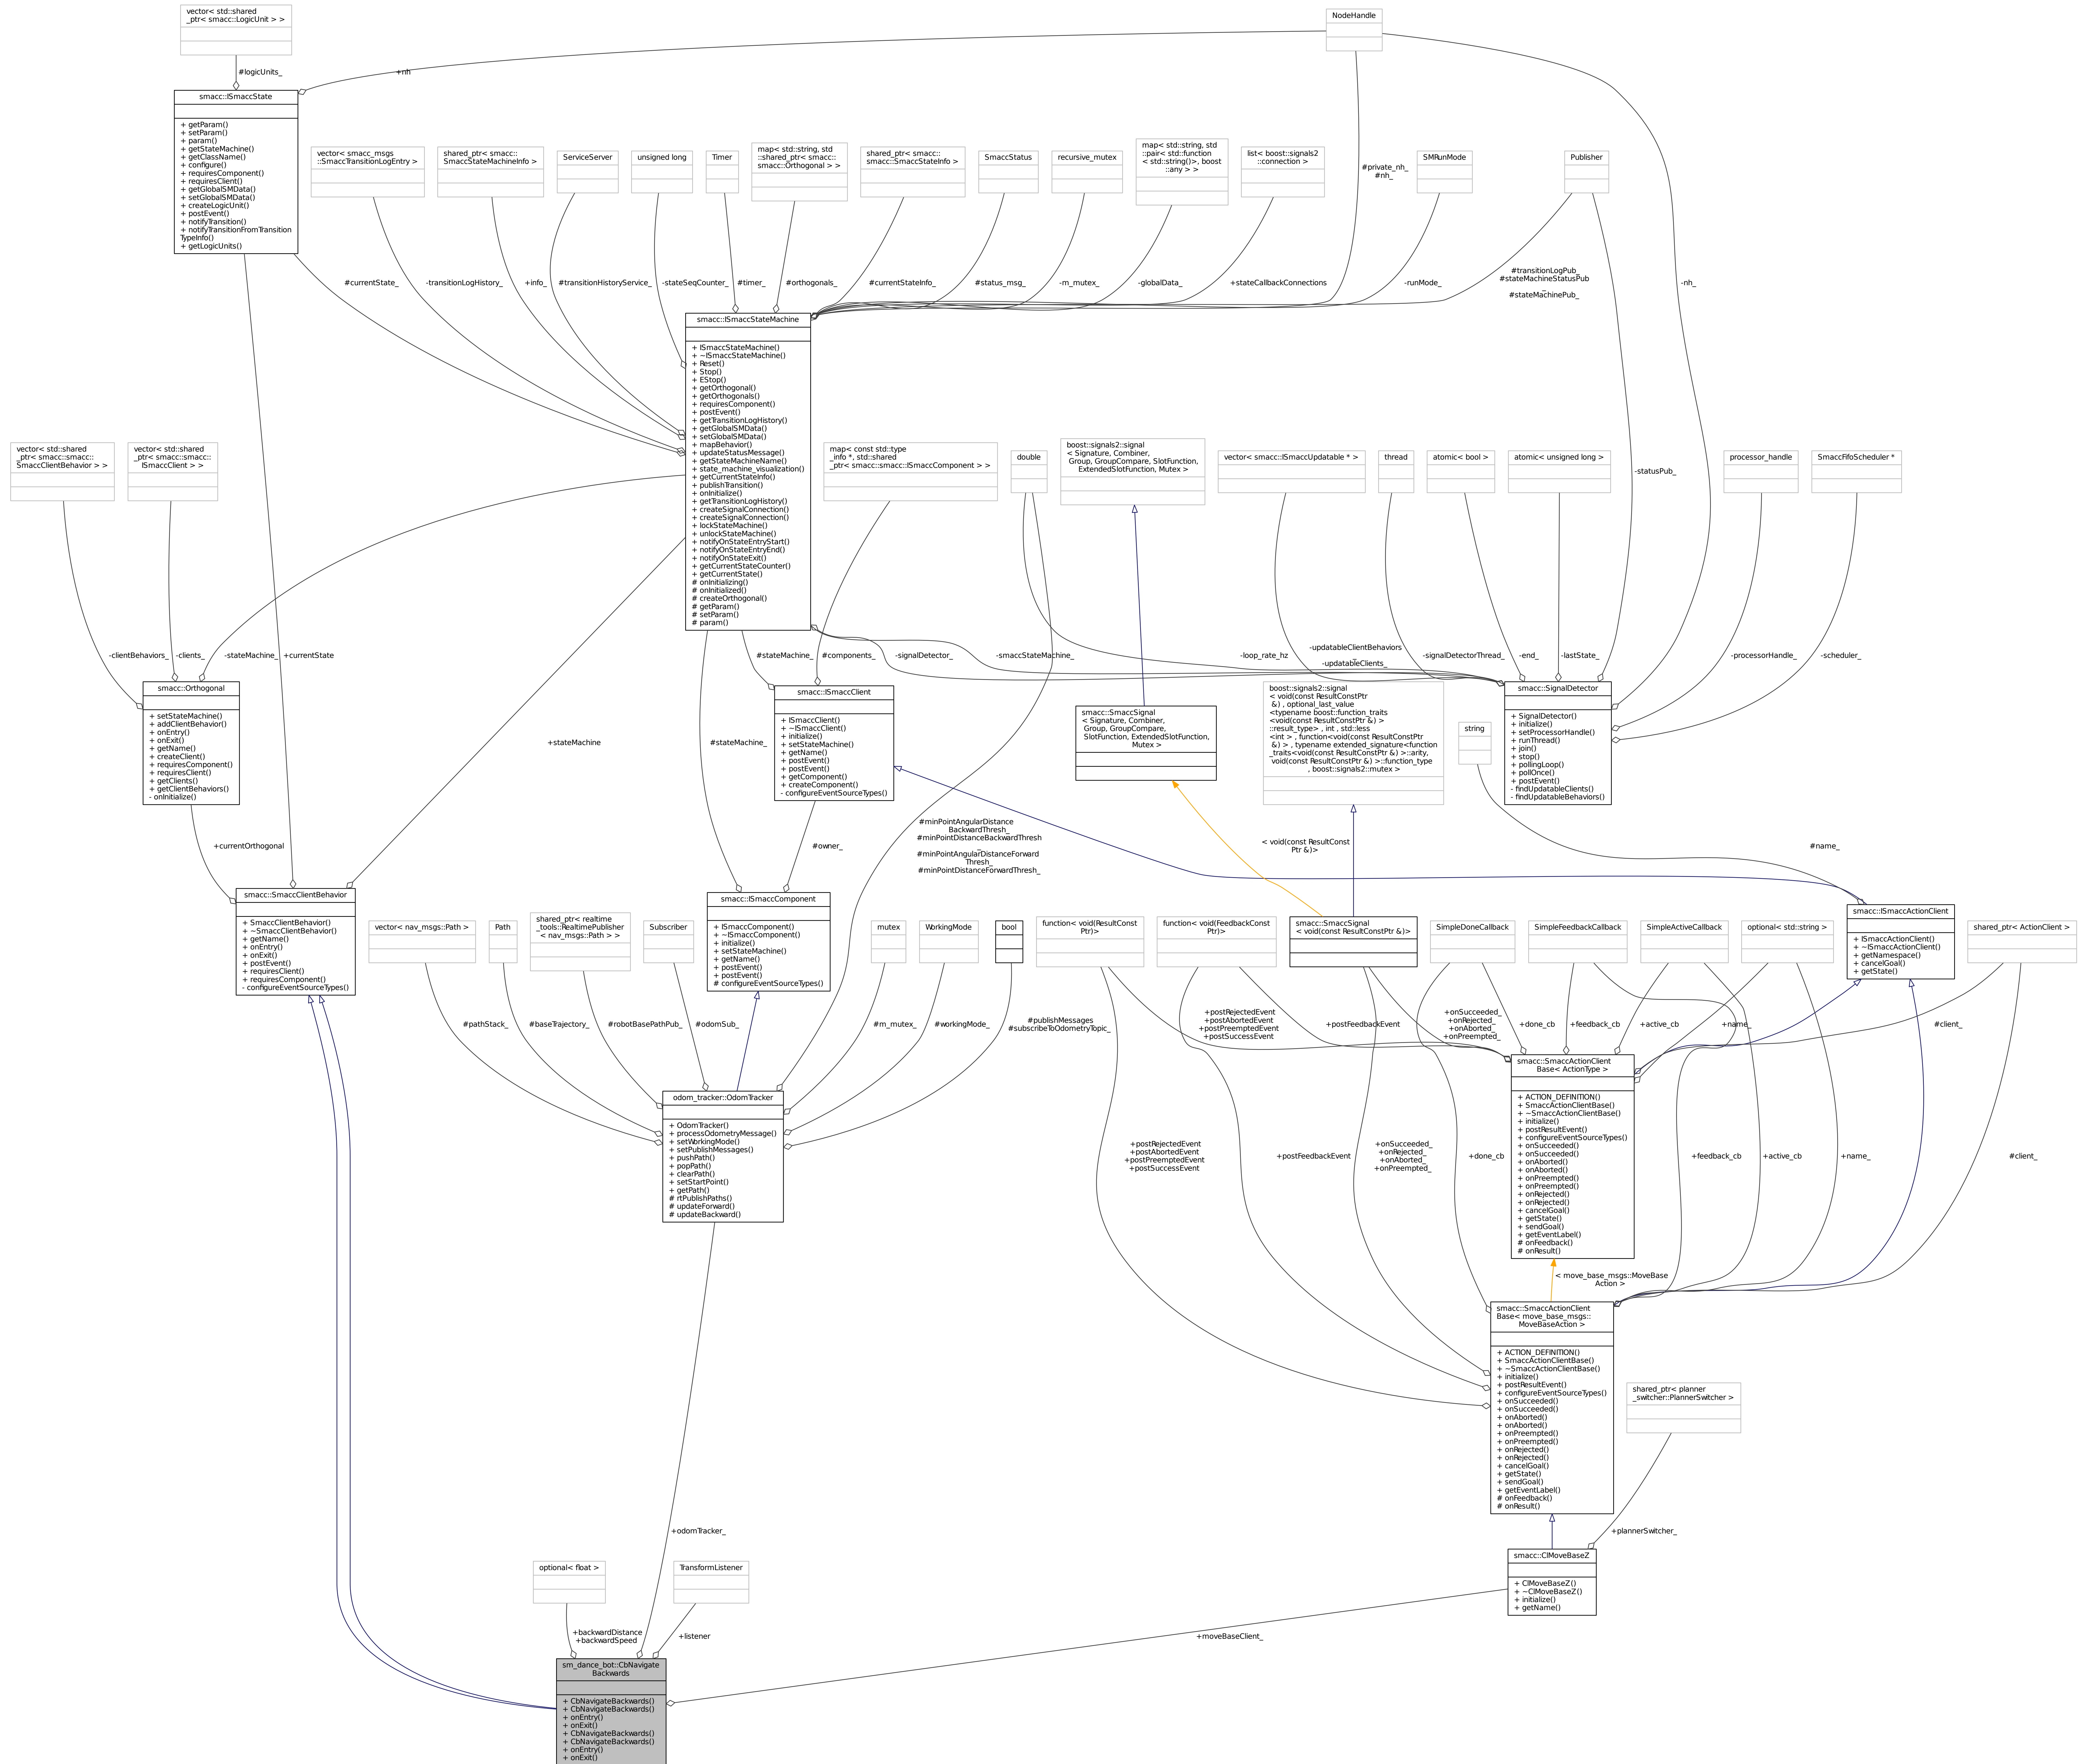 vector< std::shared
_ptr< smacc::LogicUnit > >
NodeHandle
#logicUnits_
+nh
smacc::ISmaccState
+ getParam()
+ setParam()
+ param()
+ getStateMachine()
+ getClassName()
+ configure()
+ requiresComponent()
+ requiresClient()
+ getGlobalSMData()
+ setGlobalSMData()
+ createLogicUnit()
+ postEvent()
+ notifyTransition()
+ notifyTransitionFromTransition
TypeInfo()
+ getLogicUnits()
vector< smacc_msgs
::SmaccTransitionLogEntry >
shared_ptr< smacc::
SmaccStateMachineInfo >
ServiceServer
unsigned long
Timer
map< std::string, std
::shared_ptr< smacc::
smacc::Orthogonal > >
shared_ptr< smacc::
smacc::SmaccStateInfo >
SmaccStatus
recursive_mutex
map< std::string, std
::pair< std::function
< std::string()>, boost
::any > >
list< boost::signals2
::connection >
#private_nh_
#nh_
SMRunMode
Publisher
#currentState_
-transitionLogHistory_
+info_
#transitionHistoryService_
-stateSeqCounter_
#timer_
#orthogonals_
#currentStateInfo_
#status_msg_
-m_mutex_
-globalData_
+stateCallbackConnections
-runMode_
#transitionLogPub_
#stateMachineStatusPub
_
#stateMachinePub_
-nh_
smacc::ISmaccStateMachine
+ ISmaccStateMachine()
+ ~ISmaccStateMachine()
+ Reset()
+ Stop()
+ EStop()
+ getOrthogonal()
+ getOrthogonals()
+ requiresComponent()
+ postEvent()
+ getTransitionLogHistory()
+ getGlobalSMData()
+ setGlobalSMData()
+ mapBehavior()
+ updateStatusMessage()
+ getStateMachineName()
+ state_machine_visualization()
+ getCurrentStateInfo()
+ publishTransition()
+ onInitialize()
+ getTransitionLogHistory()
+ createSignalConnection()
+ createSignalConnection()
+ lockStateMachine()
+ unlockStateMachine()
+ notifyOnStateEntryStart()
+ notifyOnStateEntryEnd()
+ notifyOnStateExit()
+ getCurrentStateCounter()
+ getCurrentState()
# onInitializing()
# onInitialized()
# createOrthogonal()
# getParam()
# setParam()
# param()
vector< std::shared
_ptr< smacc::smacc::
SmaccClientBehavior > >
vector< std::shared
_ptr< smacc::smacc::
ISmaccClient > >
map< const std::type
_info *, std::shared
_ptr< smacc::smacc::ISmaccComponent > >
double
boost::signals2::signal
< Signature, Combiner,
Group, GroupCompare, SlotFunction,
ExtendedSlotFunction, Mutex >
vector< smacc::ISmaccUpdatable * >
thread
atomic< bool >
atomic< unsigned long >
-statusPub_
processor_handle
SmaccFifoScheduler *
-clientBehaviors_
-clients_
-stateMachine_
+currentState
#stateMachine_
#components_
-signalDetector_
-smaccStateMachine_
-loop_rate_hz
-updatableClientBehaviors
_
-updatableClients_
-signalDetectorThread_
-end_
-lastState_
-processorHandle_
-scheduler_
smacc::Orthogonal
+ setStateMachine()
+ addClientBehavior()
+ onEntry()
+ onExit()
+ getName()
+ createClient()
+ requiresComponent()
+ requiresClient()
+ getClients()
+ getClientBehaviors()
- onInitialize()
+stateMachine
#stateMachine_
smacc::ISmaccClient
+ ISmaccClient()
+ ~ISmaccClient()
+ initialize()
+ setStateMachine()
+ getName()
+ postEvent()
+ postEvent()
+ getComponent()
+ createComponent()
- configureEventSourceTypes()
smacc::SmaccSignal
< Signature, Combiner,
Group, GroupCompare,
SlotFunction, ExtendedSlotFunction,
Mutex >
boost::signals2::signal
< void(const ResultConstPtr
&) , optional_last_value
<typename boost::function_traits
<void(const ResultConstPtr &) >
::result_type> , int , std::less
<int > , function<void(const ResultConstPtr
&) > , typename extended_signature<function
_traits<void(const ResultConstPtr &) >::arity,
void(const ResultConstPtr &) >::function_type
, boost::signals2::mutex >
string
smacc::SignalDetector
+ SignalDetector()
+ initialize()
+ setProcessorHandle()
+ runThread()
+ join()
+ stop()
+ pollingLoop()
+ pollOnce()
+ postEvent()
- findUpdatableClients()
- findUpdatableBehaviors()
+currentOrthogonal
#owner_
#minPointAngularDistance
BackwardThresh_
#minPointDistanceBackwardThresh
_
#minPointAngularDistanceForward
Thresh_
#minPointDistanceForwardThresh_
< void(const ResultConst
Ptr &)>
#name_
smacc::SmaccClientBehavior
+ SmaccClientBehavior()
+ ~SmaccClientBehavior()
+ getName()
+ onEntry()
+ onExit()
+ postEvent()
+ requiresClient()
+ requiresComponent()
- configureEventSourceTypes()
vector< nav_msgs::Path >
Path
shared_ptr< realtime
_tools::RealtimePublisher
< nav_msgs::Path > >
Subscriber
smacc::ISmaccComponent
+ ISmaccComponent()
+ ~ISmaccComponent()
+ initialize()
+ setStateMachine()
+ getName()
+ postEvent()
+ postEvent()
# configureEventSourceTypes()
mutex
WorkingMode
bool
function< void(ResultConst
Ptr)>
function< void(FeedbackConst
Ptr)>
smacc::SmaccSignal
< void(const ResultConstPtr &)>
SimpleDoneCallback
SimpleFeedbackCallback
SimpleActiveCallback
optional< std::string >
smacc::ISmaccActionClient
+ ISmaccActionClient()
+ ~ISmaccActionClient()
+ getNamespace()
+ cancelGoal()
+ getState()
shared_ptr< ActionClient >
#pathStack_
#baseTrajectory_
#robotBasePathPub_
#odomSub_
#m_mutex_
#workingMode_
#publishMessages
#subscribeToOdometryTopic_
+postRejectedEvent
+postAbortedEvent
+postPreemptedEvent
+postSuccessEvent
+postFeedbackEvent
+onSucceeded_
+onRejected_
+onAborted_
+onPreempted_
+done_cb
+feedback_cb
+active_cb
+name_
#client_
odom_tracker::OdomTracker
+ OdomTracker()
+ processOdometryMessage()
+ setWorkingMode()
+ setPublishMessages()
+ pushPath()
+ popPath()
+ clearPath()
+ setStartPoint()
+ getPath()
# rtPublishPaths()
# updateForward()
# updateBackward()
smacc::SmaccActionClient
Base< ActionType >
+ ACTION_DEFINITION()
+ SmaccActionClientBase()
+ ~SmaccActionClientBase()
+ initialize()
+ postResultEvent()
+ configureEventSourceTypes()
+ onSucceeded()
+ onSucceeded()
+ onAborted()
+ onAborted()
+ onPreempted()
+ onPreempted()
+ onRejected()
+ onRejected()
+ cancelGoal()
+ getState()
+ sendGoal()
+ getEventLabel()
# onFeedback()
# onResult()
+postRejectedEvent
+postAbortedEvent
+postPreemptedEvent
+postSuccessEvent
+postFeedbackEvent
+onSucceeded_
+onRejected_
+onAborted_
+onPreempted_
+done_cb
+feedback_cb
+active_cb
+name_
#client_
< move_base_msgs::MoveBase
Action >
smacc::SmaccActionClient
Base< move_base_msgs::
MoveBaseAction >
+ ACTION_DEFINITION()
+ SmaccActionClientBase()
+ ~SmaccActionClientBase()
+ initialize()
+ postResultEvent()
+ configureEventSourceTypes()
+ onSucceeded()
+ onSucceeded()
+ onAborted()
+ onAborted()
+ onPreempted()
+ onPreempted()
+ onRejected()
+ onRejected()
+ cancelGoal()
+ getState()
+ sendGoal()
+ getEventLabel()
# onFeedback()
# onResult()
shared_ptr< planner
_switcher::PlannerSwitcher >
+odomTracker_
+plannerSwitcher_
optional< float >
TransformListener
smacc::ClMoveBaseZ
+ ClMoveBaseZ()
+ ~ClMoveBaseZ()
+ initialize()
+ getName()
+backwardDistance
+backwardSpeed
+listener
+moveBaseClient_
sm_dance_bot::CbNavigate
Backwards
+ CbNavigateBackwards()
+ CbNavigateBackwards()
+ onEntry()
+ onExit()
+ CbNavigateBackwards()
+ CbNavigateBackwards()
+ onEntry()
+ onExit()